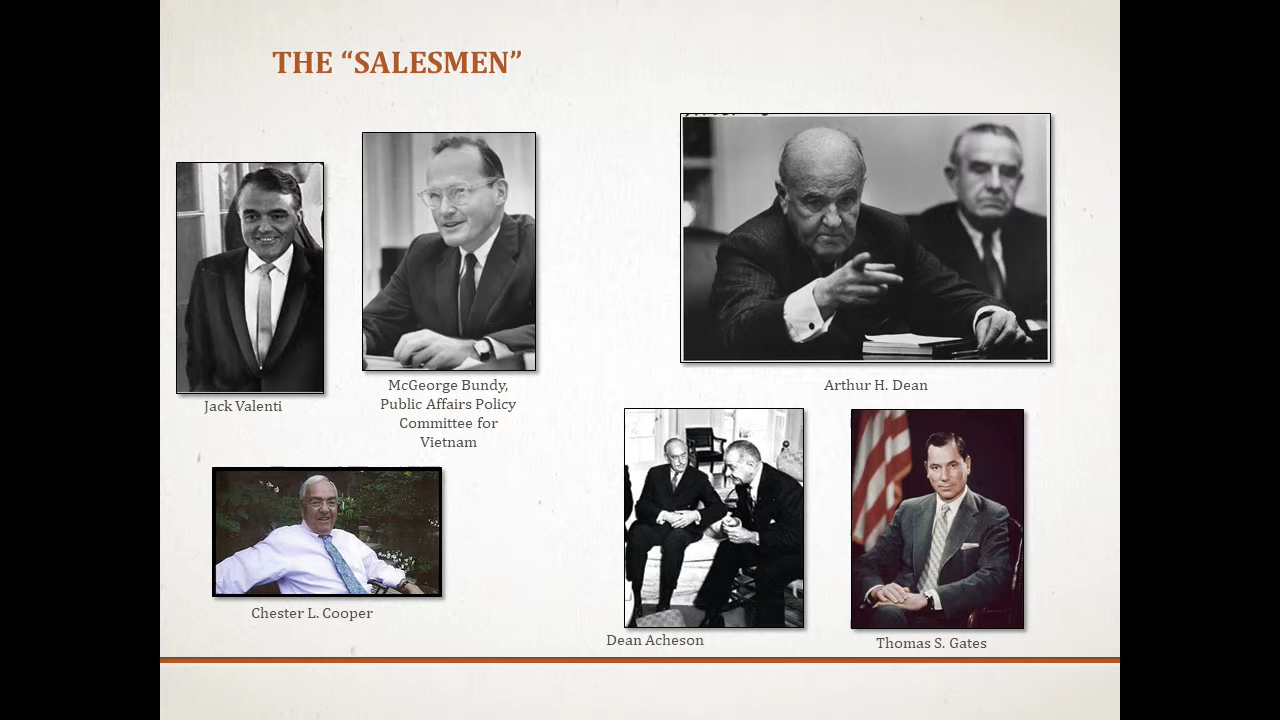 THE “SALESMEN”
Jack Valenti
McGeorge Bundy,
Public Affairs Policy
Committee for
Vietnam
Chester L. Cooper
Arthur H. Dean
Dean Acheson
Thomas S. Gates